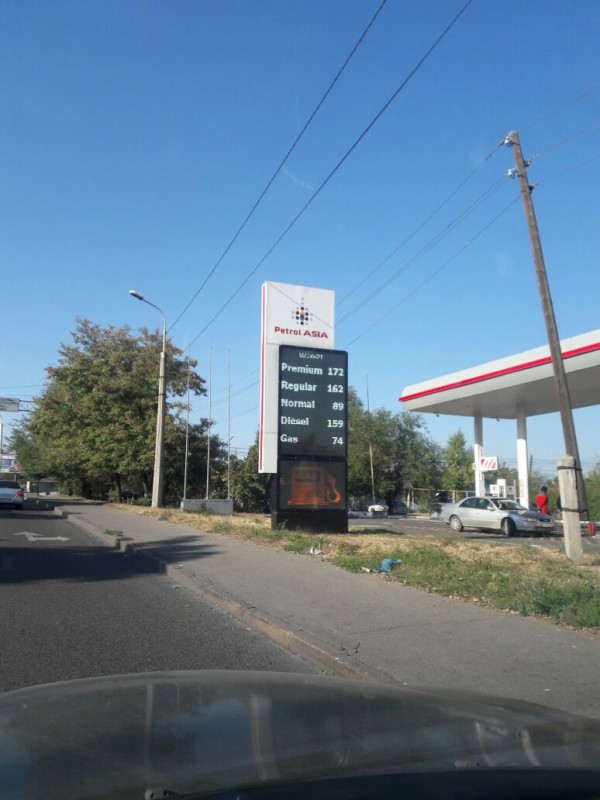 Petrol ASIA
Premium 172
Regular 162
Normal 89
Diesel 159
Gas 74